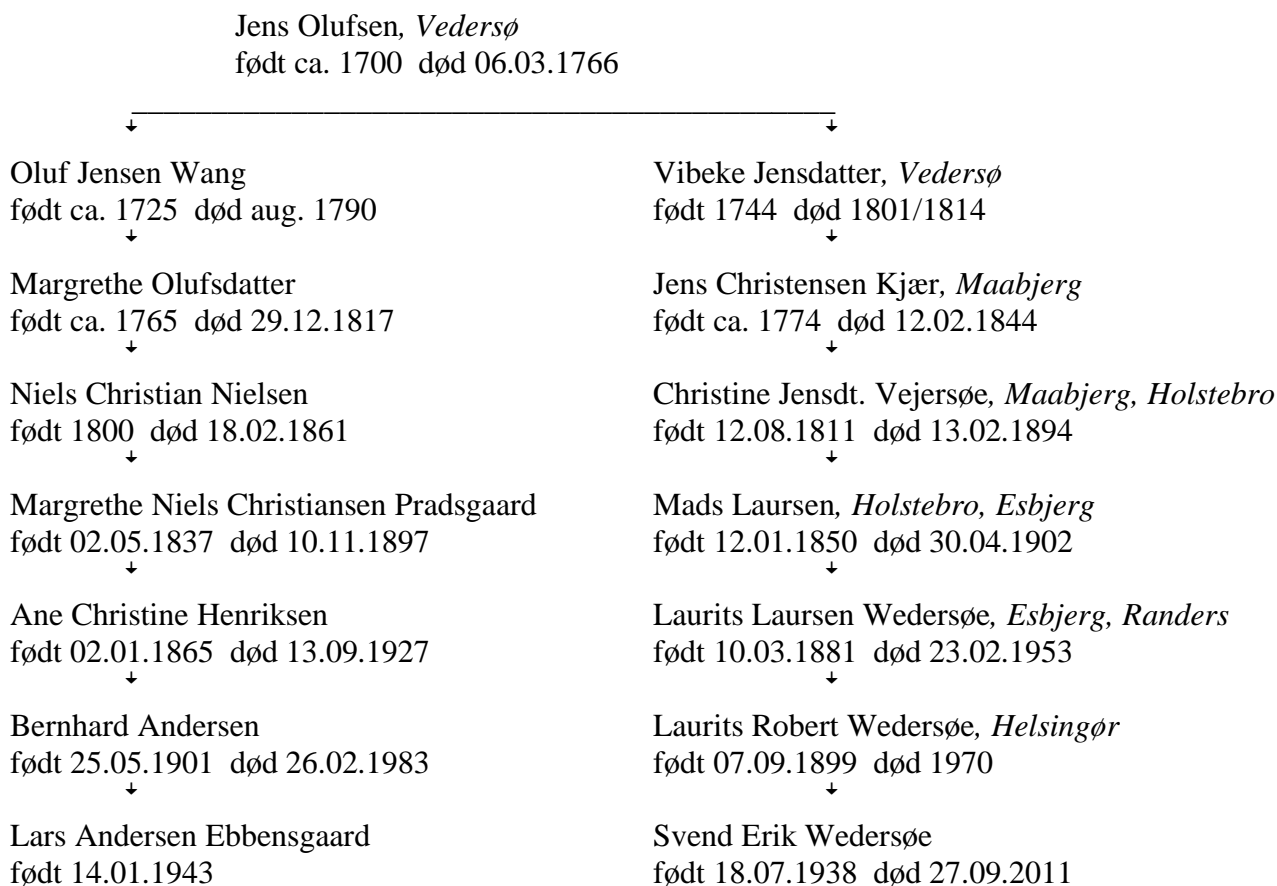 Jens Olufsen, Vedersø
født ca. 1700 død 06.03.1766
Oluf Jensen Wang
født ca. 1725 død aug. 1790
Vibeke Jensdatter, Vedersø
født 1744 død 1801/1814
Margrethe Olufsdatter
født ca. 1765 død 29.12.1817
Jens Christensen Kjær, Maabjerg
født ca. 1774 død 12.02.1844
Niels Christian Nielsen
født 1800 død 18.02.1861
Christine Jensdt. Vejersøe, Maabjerg, Holstebro
født 12.08.1811 død 13.02.1894
Margrethe Niels Christiansen Pradsgaard
født 02.05.1837 død 10.11.1897
Mads Laursen, Holstebro, Esbjerg
født 12.01.1850 død 30.04.1902
Ane Christine Henriksen
født 02.01.1865 død 13.09.1927
Laurits Laursen Wedersøe, Esbjerg, Randers
født 10.03.1881 død 23.02.1953
Bernhard Andersen
født 25.05.1901 død 26.02.1983
Laurits Robert Wedersøe, Helsingør
født 07.09.1899 død 1970
Lars Andersen Ebbensgaard
født 14.01.1943
Svend Erik Wedersøe
født 18.07.1938 død 27.09.2011